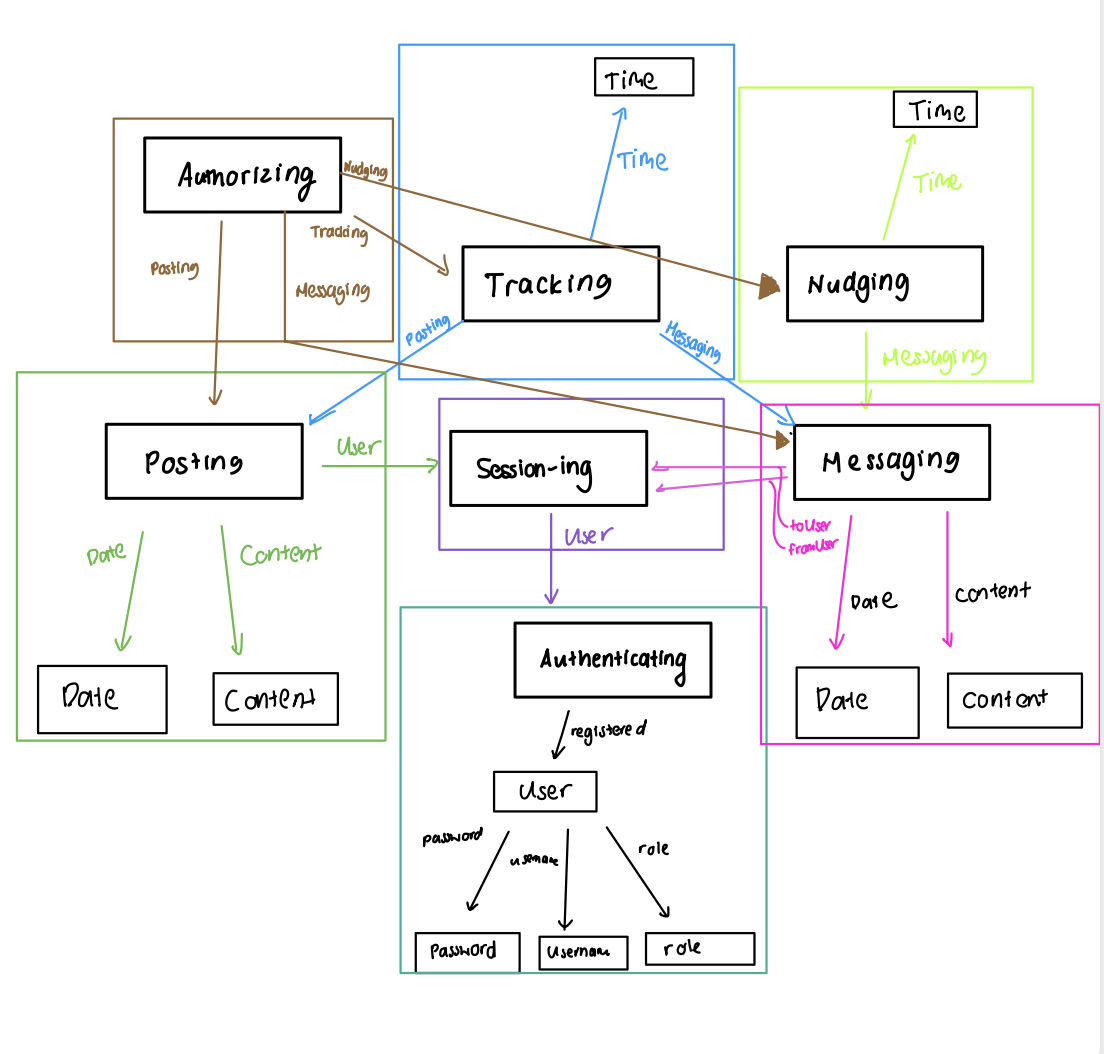 Time
Time
Authorizing
Nudging
Time
Time
Tracking
Posting
Messaging
Tracking
Nudging
Posting
Messaging
Messaging
Posting
User
Session-ing
Messaging
toUser
fromUser
User
Date
Content
Date
Content
Authenticating
Date
Content
Date
Content
registered
User
password
username
role
Password
Username
role